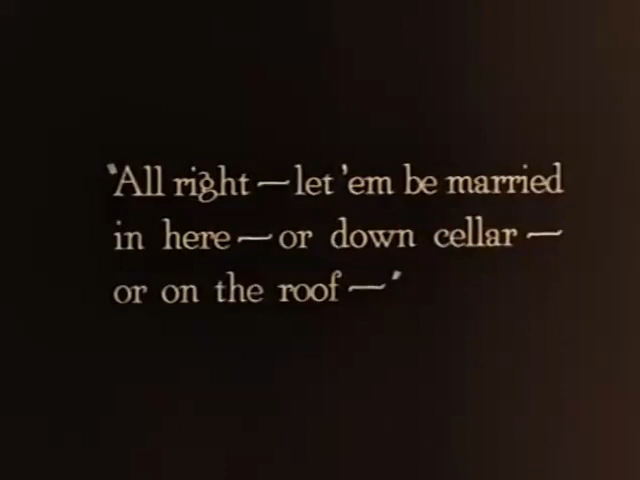 "All right — let 'em be married
in here — or down cellar —
or on the roof — "